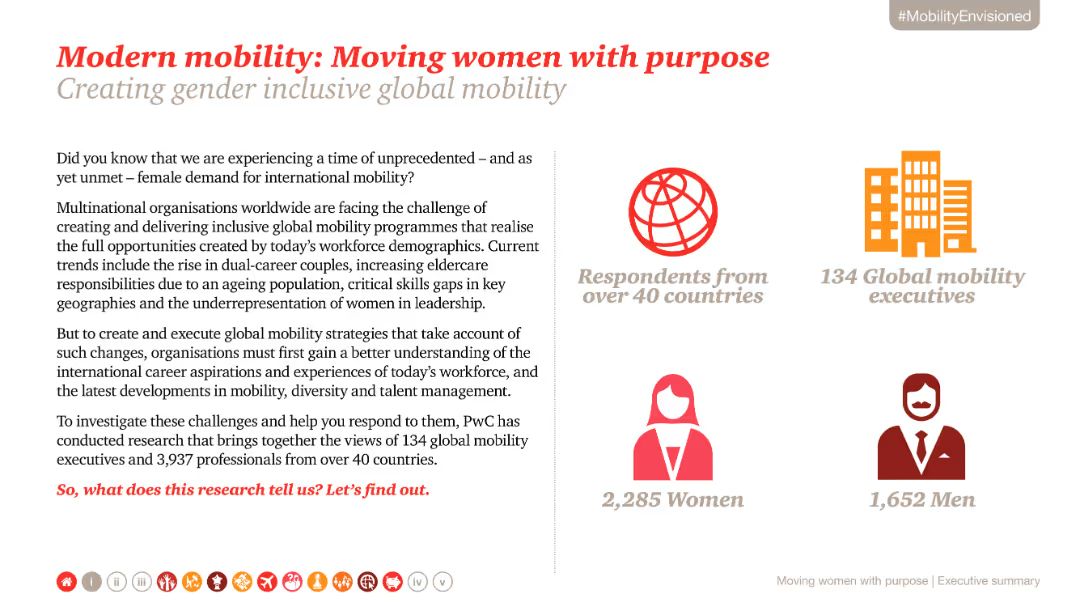 #MobilityEnvisioned
Modern mobility: Moving women with purpose
Creating gender inclusive global mobility
Did you know that we are experiencing a time of unprecedented – and as
yet unmet – female demand for international mobility?
Multinational organisations worldwide are facing the challenge of
creating and delivering inclusive global mobility programmes that realise
the full opportunities created by today's workforce demographics. Current
trends include the rise in dual-career couples, increasing eldercare
responsibilities due to an ageing population, critical skills gaps in key
geographies and the underrepresentation of women in leadership.
But to create and execute global mobility strategies that take account of
such changes, organisations must first gain a better understanding of the
international career aspirations and experiences of today's workforce, and
the latest developments in mobility, diversity and talent management.
To investigate these challenges and help you respond to them, PwC has
conducted research that brings together the views of 134 global mobility
executives and 3,937 professionals from over 40 countries.
So, what does this research tell us? Let's find out.
Respondents from
over 40 countries
134 Global mobility
executives
2,285 Women
1,652 Men
i ii iii iv v
Moving women with purpose | Executive summary